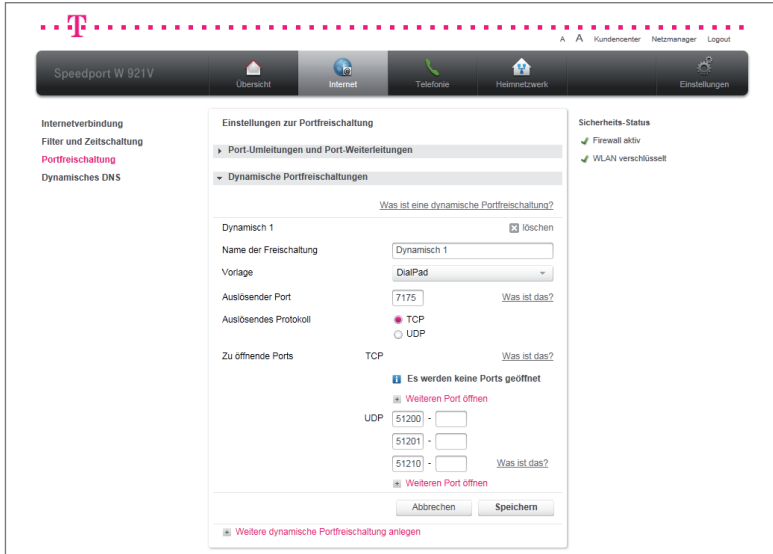 T
A A Kundencenter Netzmanager Logout
Speedport W 921V
Übersicht
Internet
Telefonie
Heimnetzwerk
Einstellungen
Internetverbindung
Filter und Zeitschaltung
Portfreischaltung
Dynamisches DNS
Einstellungen zur Portfreischaltung
Port-Umleitungen und Port-Weiterleitungen
Dynamische Portfreischaltungen
Was ist eine dynamische Portfreischaltung?
Dynamisch 1 löschen
Name der Freischaltung Dynamisch 1
Vorlage DialPad
Auslösender Port 7175 Was ist das?
Auslösendes Protokoll TCP
UDP
Zu öffnende Ports TCP Was ist das?
Es werden keine Ports geöffnet
Weiteren Port öffnen
UDP 51200 -
51201 -
51210 - Was ist das?
Weiteren Port öffnen
Abbrechen Speichern
Weitere dynamische Portfreischaltung anlegen
Sicherheits-Status
Firewall aktiv
WLAN verschlüsselt